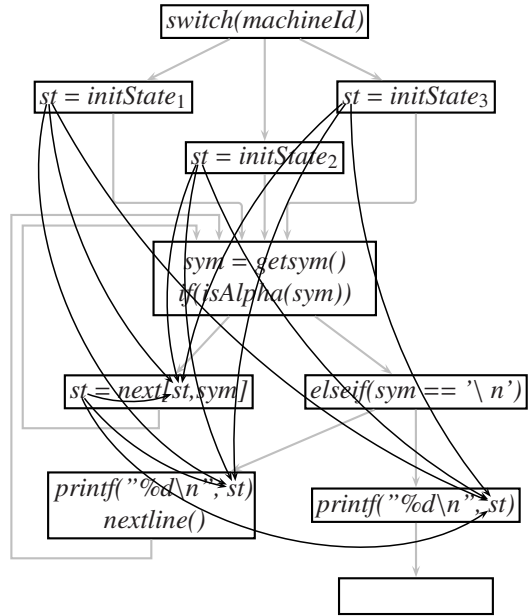 switch(machineId)
st = initState1
st = initState3
st = initState2
sym = getsym()
if(isAlpha(sym))
st = next[st,sym]
elseif(sym == '\ n')
printf("%d\n", st)
nextline()
printf("%d\n", st)